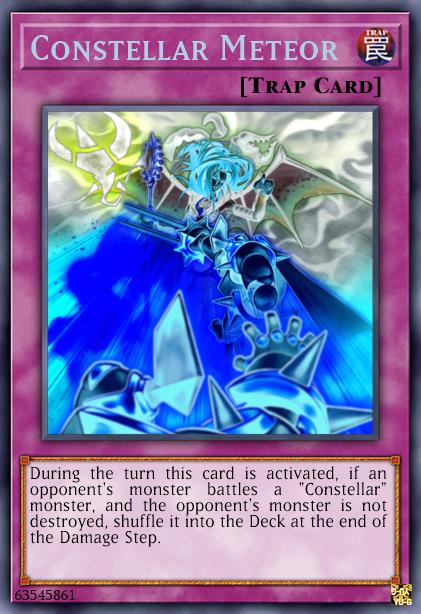 Constellar Meteor
TRAP
罠
[Trap Card]
During the turn this card is activated, if an
opponent's monster battles a "Constellar"
monster, and the opponent's monster is not
destroyed, shuffle it into the Deck at the end of
the Damage Step.
63545861